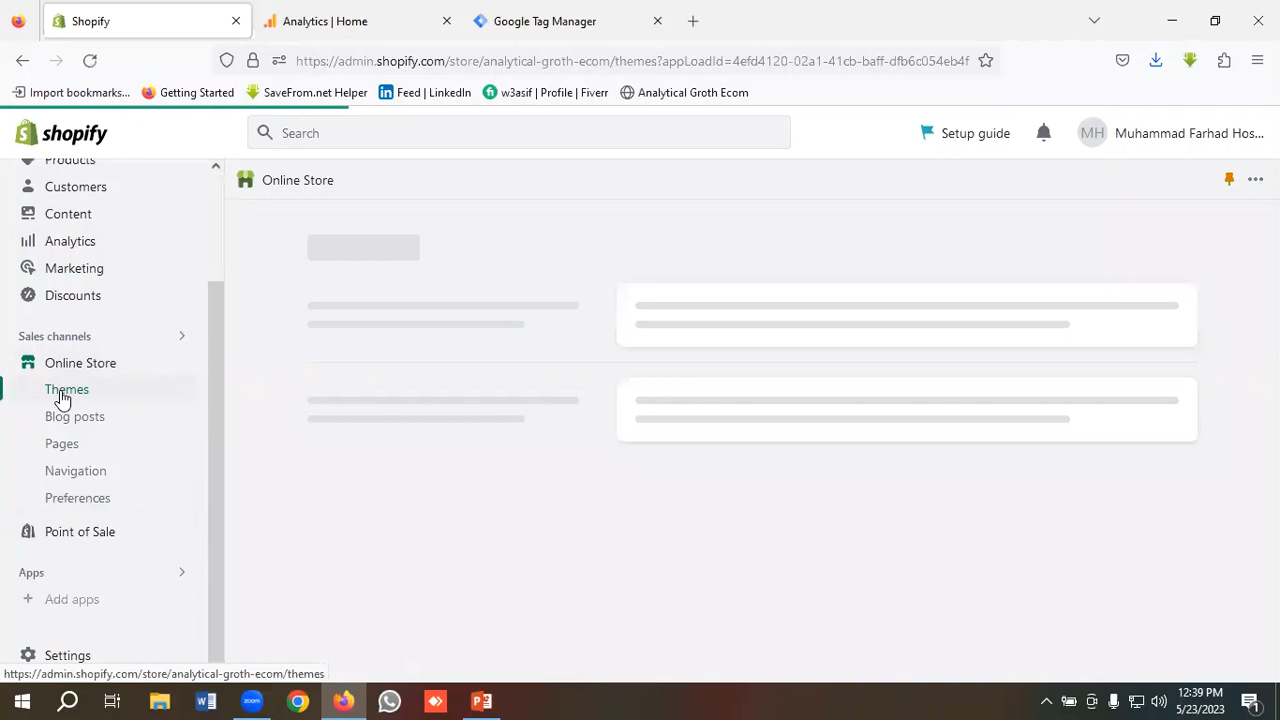 Shopify
Analytics | Home
Google Tag Manager
https://admin.shopify.com/store/analytical-groth-ecom/themes?appLoadId=4efd4120-02a1-41cb-baff-dfb6c054eb4f
Import bookmarks...
Getting Started
SaveFrom.net Helper
Feed | LinkedIn
w3asif | Profile | Fiverr
Analytical Groth Ecom
shopify
Search
Setup guide
MH
Muhammad Farhad Hos...
Products
Customers
Content
Analytics
Marketing
Discounts
Sales channels
Online Store
Themes
Blog posts
Pages
Navigation
Preferences
Point of Sale
Apps
Add apps
Settings
Online Store
https://admin.shopify.com/store/analytical-groth-ecom/themes
zoom
12:39 PM
5/23/2023
1